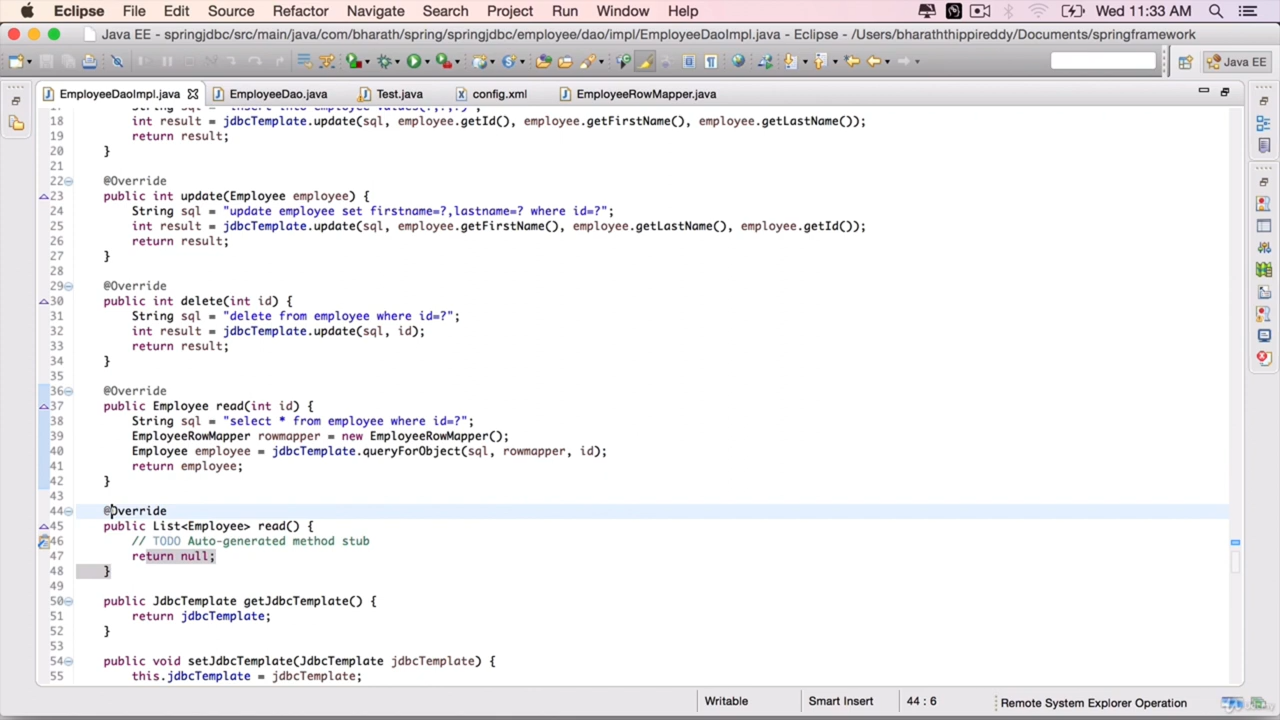 Eclipse File Edit Source Refactor Navigate Search Project Run Window Help Wed 11:33 AM
Java EE - springjdbc/src/main/java/com/bharath/spring/springjdbc/employee/dao/impl/EmployeeDaoImpl.java - Eclipse - /Users/bharaththippireddy/Documents/springframework
Java EE
EmployeeDaoImpl.java EmployeeDao.java Test.java config.xml EmployeeRowMapper.java
18 int result = jdbcTemplate.update(sql, employee.getId(), employee.getFirstName(), employee.getLastName());
19 return result;
20 }
21
22 @Override
23 public int update(Employee employee) {
24 String sql = "update employee set firstname=?,lastname=? where id=?";
25 int result = jdbcTemplate.update(sql, employee.getFirstName(), employee.getLastName(), employee.getId());
26 return result;
27 }
28
29 @Override
30 public int delete(int id) {
31 String sql = "delete from employee where id=?";
32 int result = jdbcTemplate.update(sql, id);
33 return result;
34 }
35
36 @Override
37 public Employee read(int id) {
38 String sql = "select * from employee where id=?";
39 EmployeeRowMapper rowmapper = new EmployeeRowMapper();
40 Employee employee = jdbcTemplate.queryForObject(sql, rowmapper, id);
41 return employee;
42 }
43
44 @Override
45 public List<Employee> read() {
46 // TODO Auto-generated method stub
47 return null;
48 }
49
50 public JdbcTemplate getJdbcTemplate() {
51 return jdbcTemplate;
52 }
53
54 public void setJdbcTemplate(JdbcTemplate jdbcTemplate) {
55 this.jdbcTemplate = jdbcTemplate;
Writable Smart Insert 44 : 6 Remote System Explorer Operation